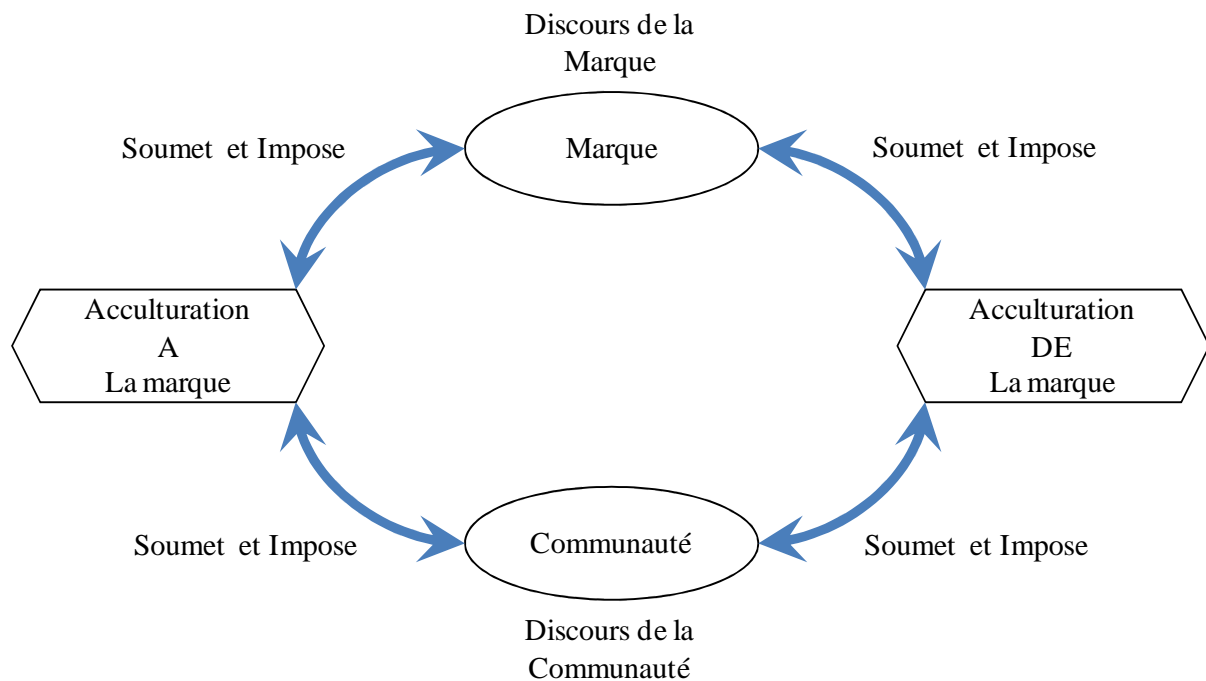 Discours de la
Marque
Soumet et Impose
Marque
Soumet et Impose
Acculturation
A
La marque
Acculturation
DE
La marque
Soumet et Impose
Communauté
Soumet et Impose
Discours de la
Communauté